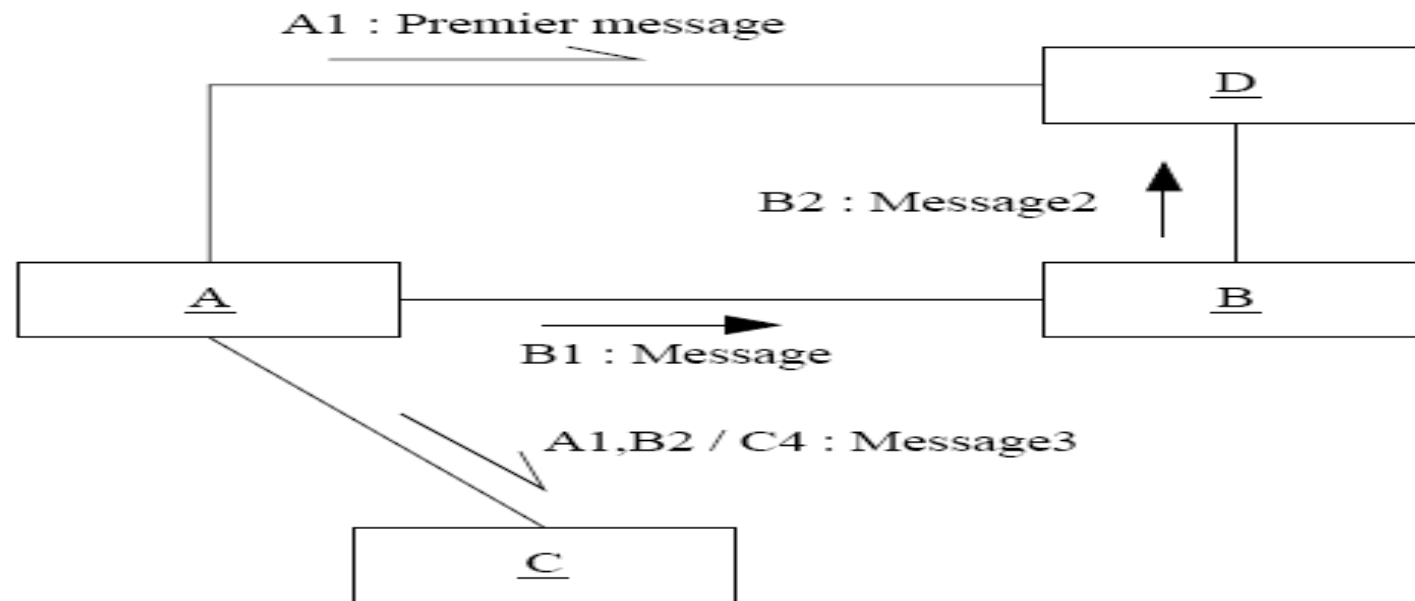 A1 : Premier message
D
B2 : Message2
A
B
B1 : Message
A1,B2 / C4 : Message3
C